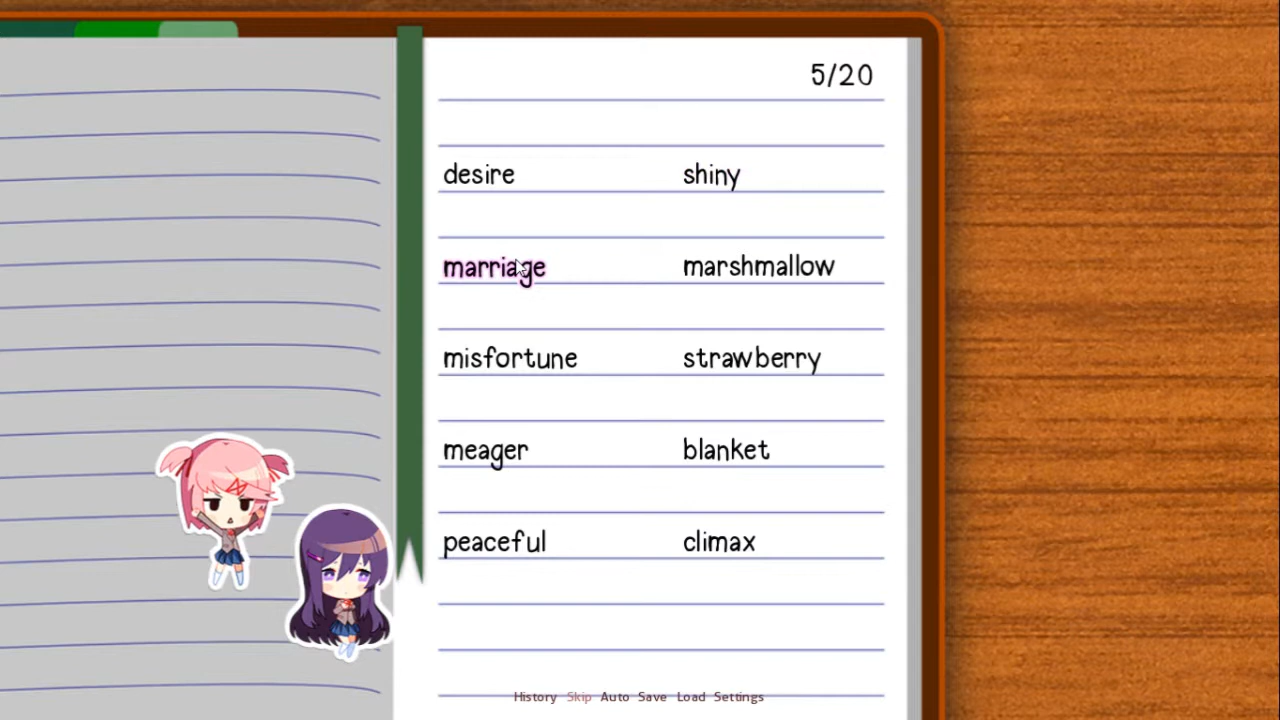 5/20
desire shiny
marriage marshmallow
misfortune strawberry
meager blanket
peaceful climax
History Skip Auto Save Load Settings